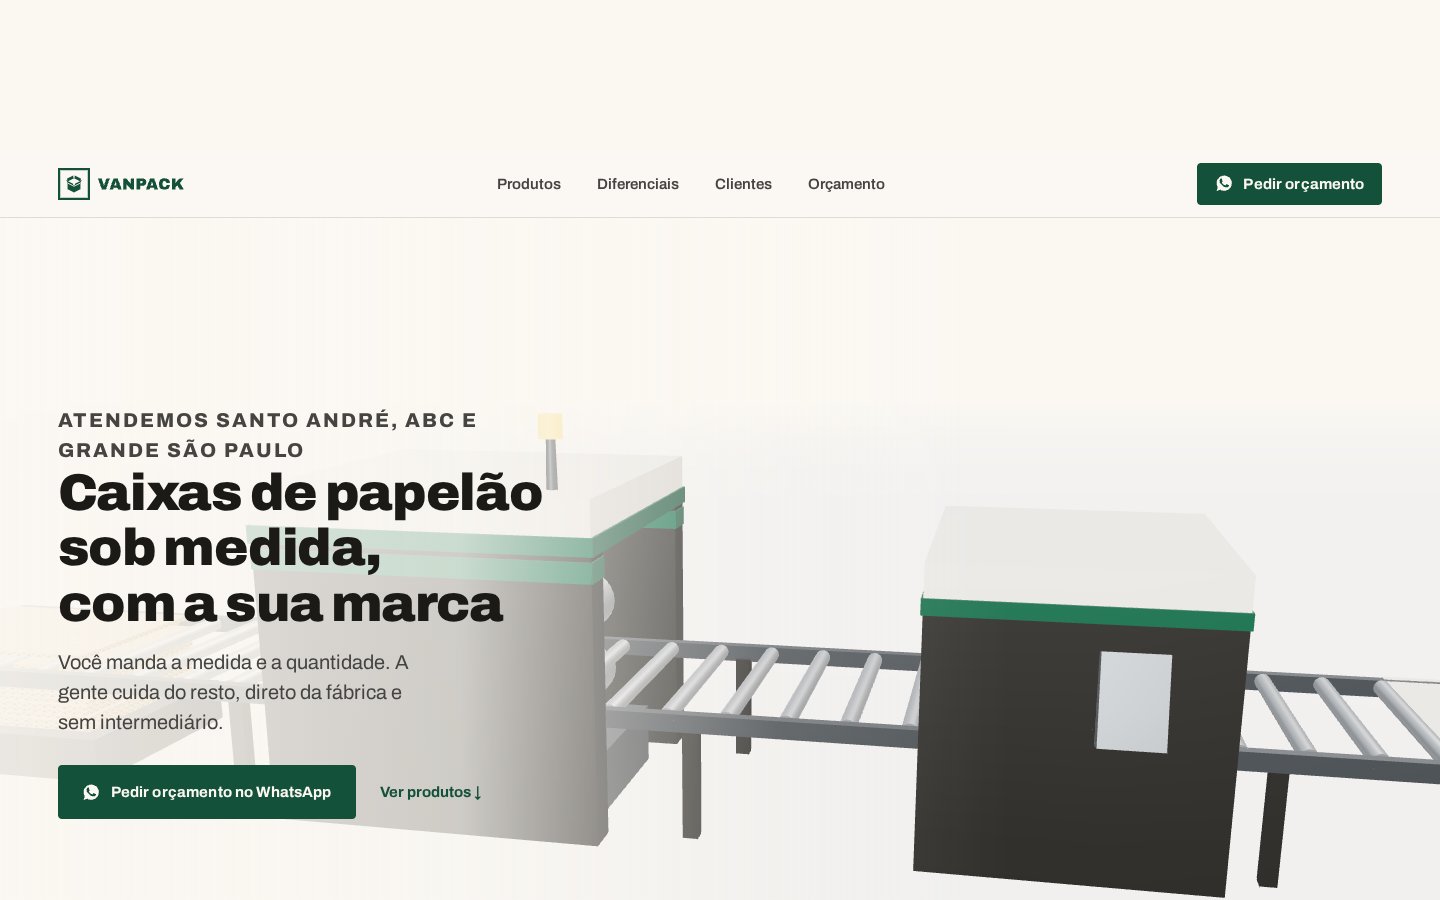 VANPACK
Produtos
Diferenciais
Clientes
Orçamento
Pedir orçamento
ATENDEMOS SANTO ANDRÉ, ABC E
GRANDE SÃO PAULO
Caixas de papelão
sob medida,
com a sua marca
Você manda a medida e a quantidade. A
gente cuida do resto, direto da fábrica e
sem intermediário.
Pedir orçamento no WhatsApp
Ver produtos ↓